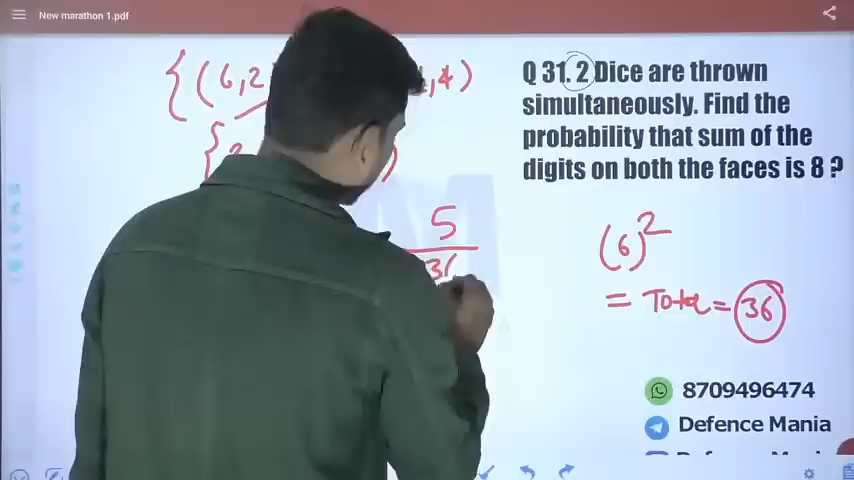 New marathon 1.pdf
Q 31. 2 Dice are thrown
simultaneously. Find the
probability that sum of the
digits on both the faces is 8 ?
{(6,2
,4)
5
36
(6)²
= Total = 36
8709496474
Defence Mania